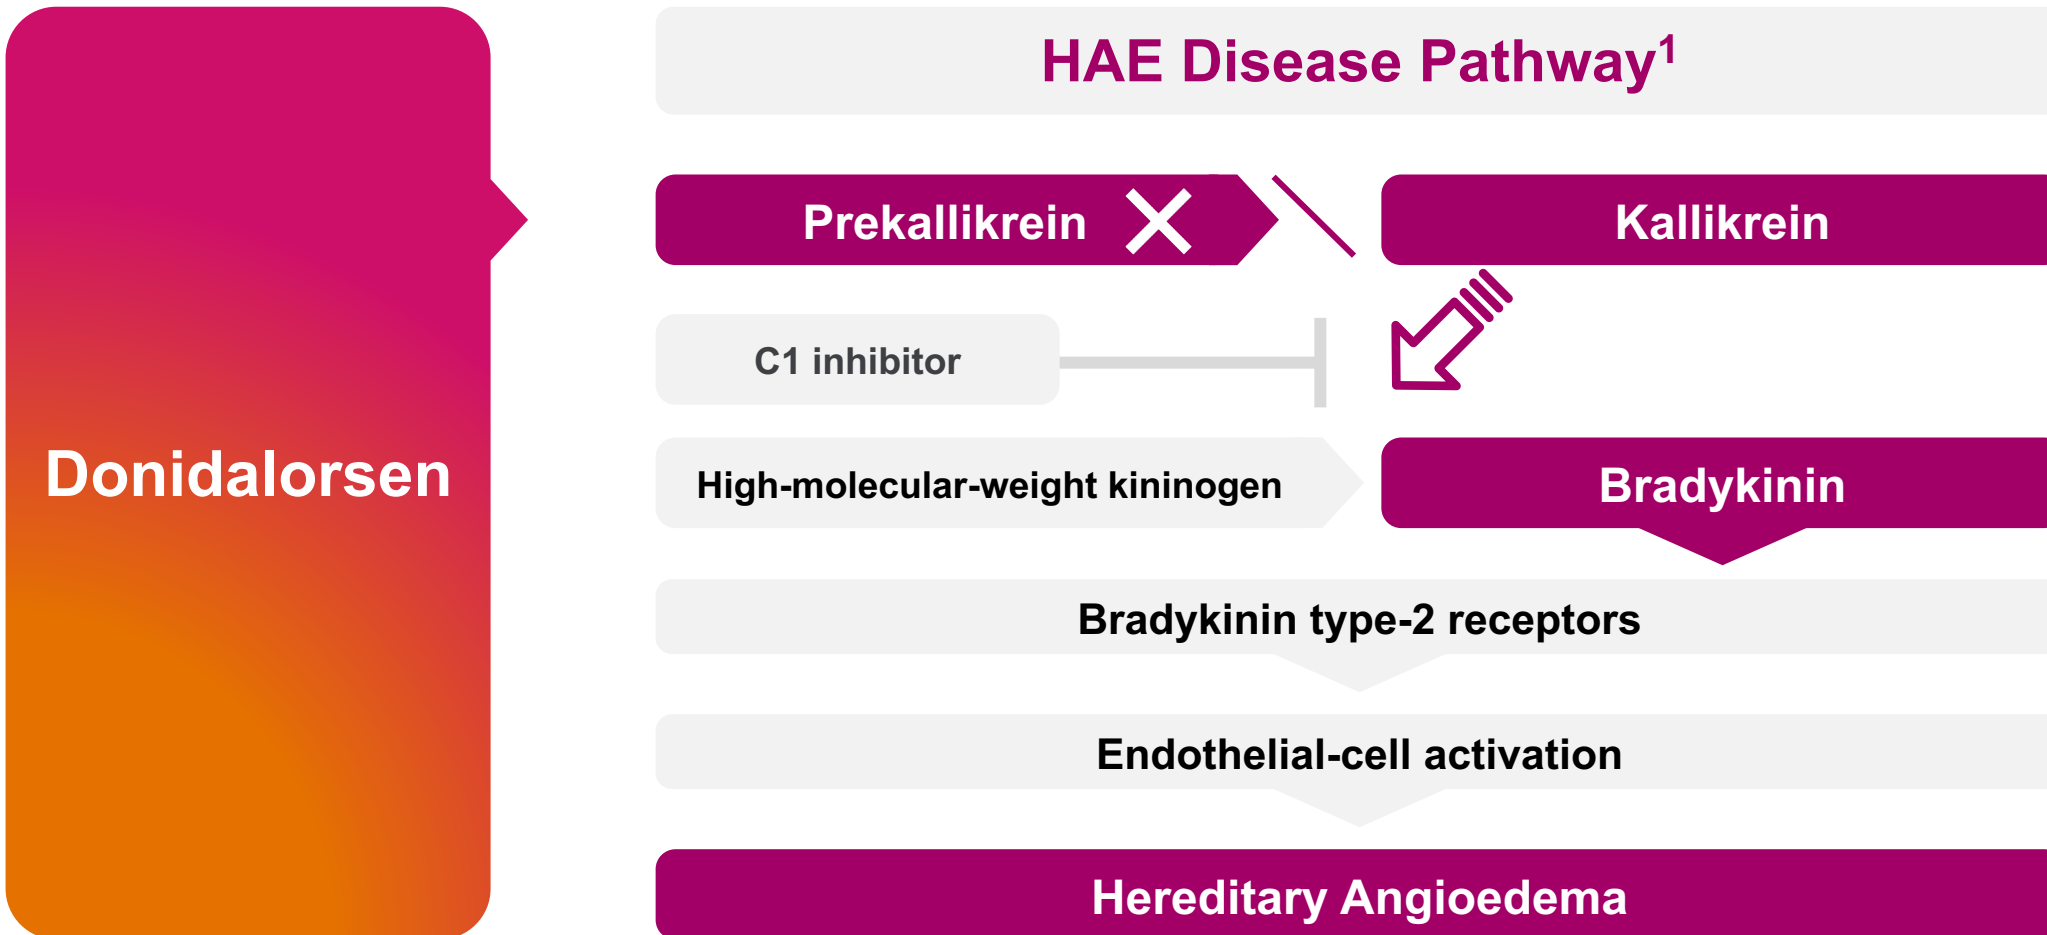 HAE Disease Pathway¹
Prekallikrein
Kallikrein
C1 inhibitor
Donidalorsen
High-molecular-weight kininogen
Bradykinin
Bradykinin type-2 receptors
Endothelial-cell activation
Hereditary Angioedema